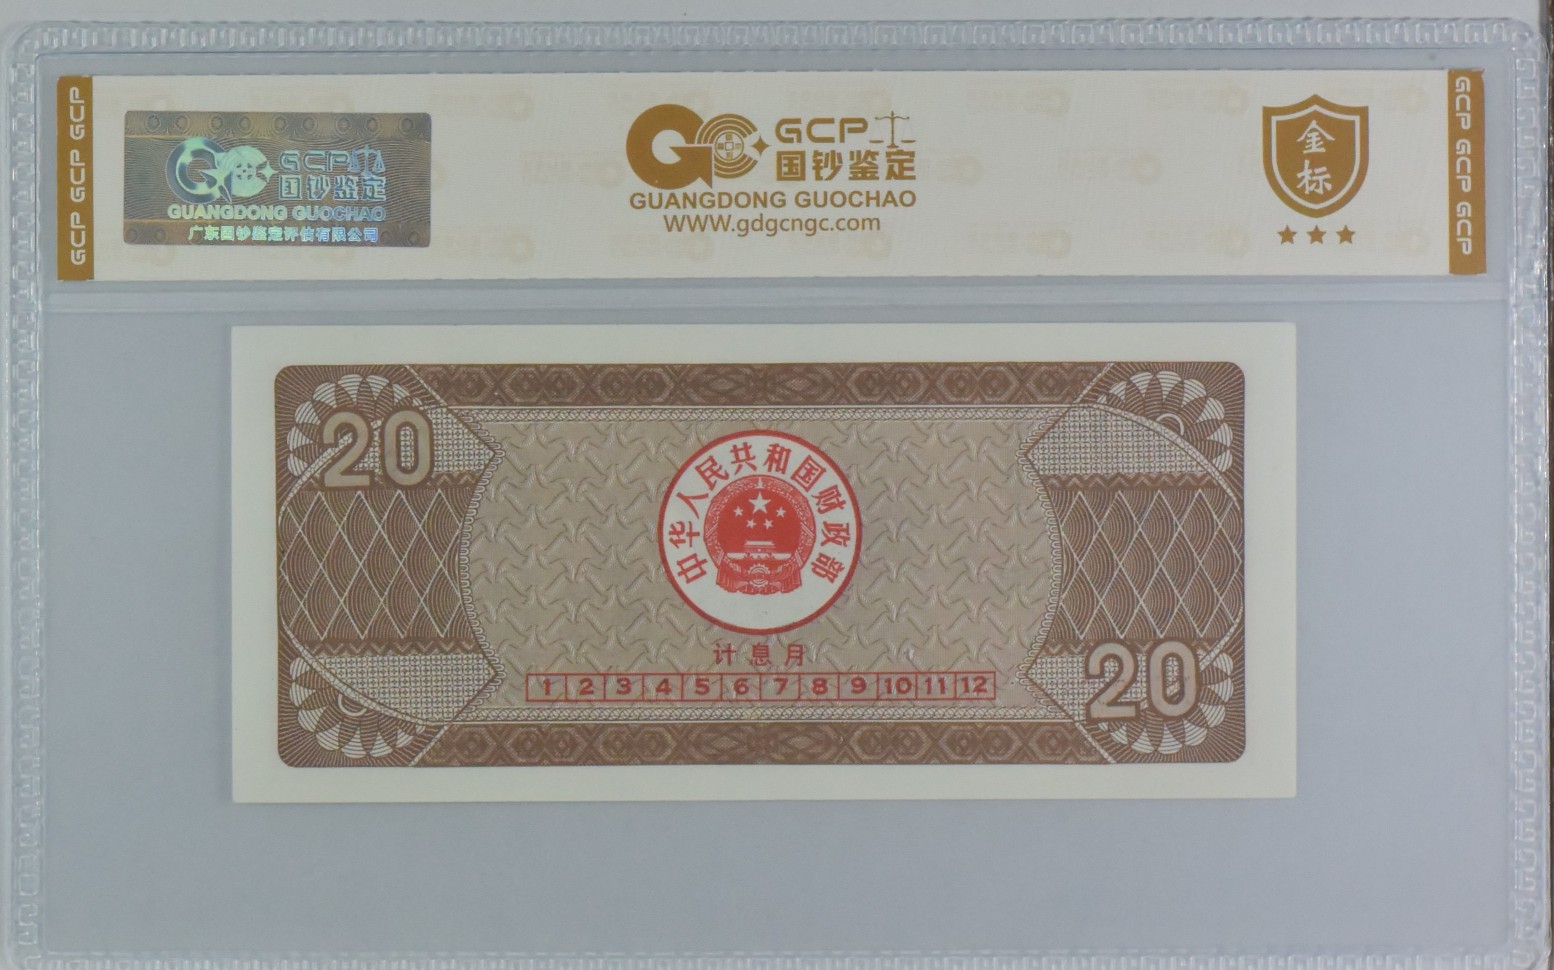 GCP GCP GCP
GCP 国钞鉴定
GUANGDONG GUOCHAO
广东国钞鉴定评估有限公司
GCP
国钞鉴定
GUANGDONG GUOCHAO
WWW.gdgcngc.com
金标
GCP GCP GCP
20
中华人民共和国财政部
计息月
1 2 3 4 5 6 7 8 9 10 11 12
20